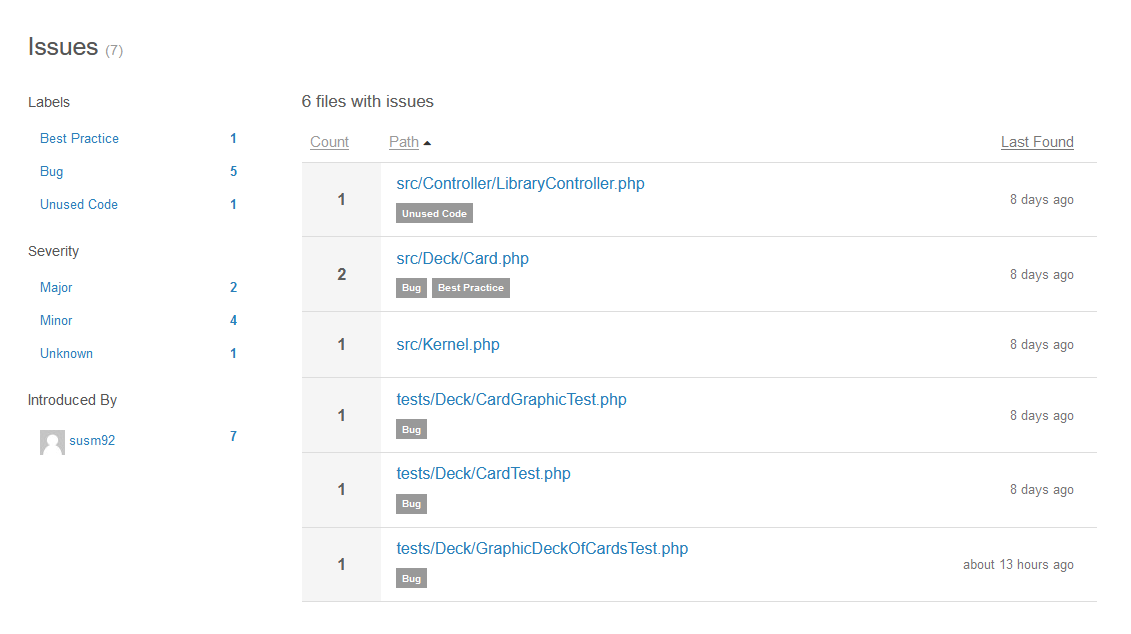 Issues (7)
Labels
Best Practice 1
Bug 5
Unused Code 1
Severity
Major 2
Minor 4
Unknown 1
Introduced By
susm92 7
6 files with issues
Count Path Last Found
1 src/Controller/LibraryController.php 8 days ago
Unused Code
2 src/Deck/Card.php 8 days ago
Bug Best Practice
1 src/Kernel.php 8 days ago
1 tests/Deck/CardGraphicTest.php 8 days ago
Bug
1 tests/Deck/CardTest.php 8 days ago
Bug
1 tests/Deck/GraphicDeckOfCardsTest.php about 13 hours ago
Bug